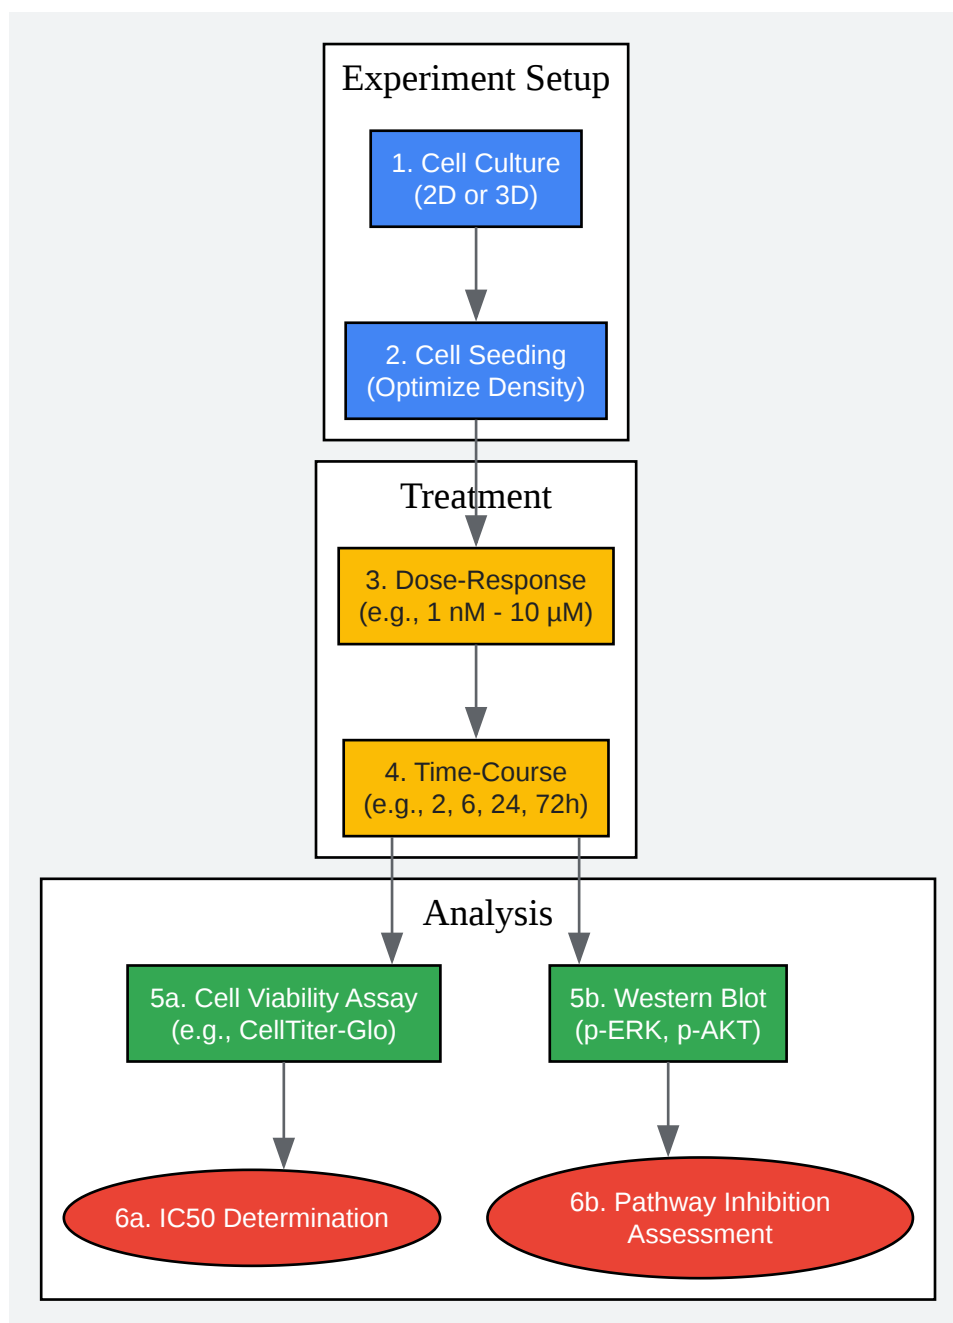 Experiment Setup
1. Cell Culture
(2D or 3D)
2. Cell Seeding
(Optimize Density)
Treatment
3. Dose-Response
(e.g., 1 nM - 10 µM)
4. Time-Course
(e.g., 2, 6, 24, 72h)
Analysis
5a. Cell Viability Assay
(e.g., CellTiter-Glo)
5b. Western Blot
(p-ERK, p-AKT)
6a. IC50 Determination
6b. Pathway Inhibition
Assessment